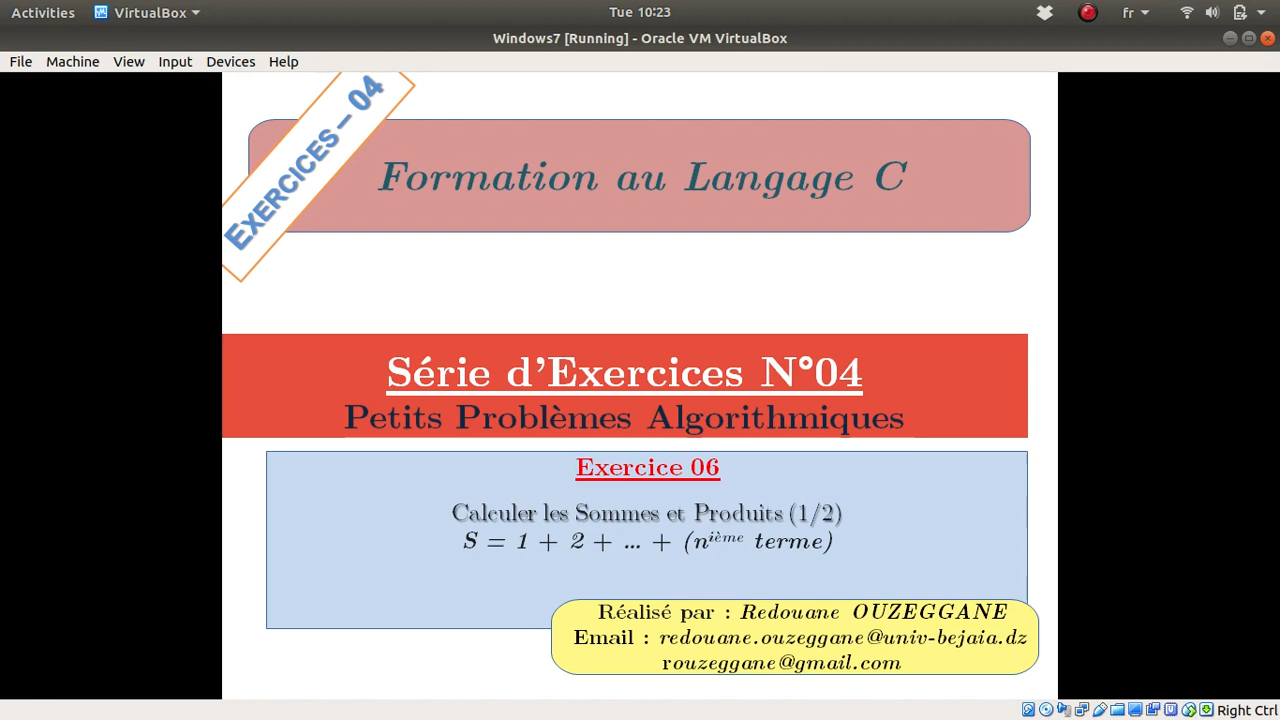 Activities VirtualBox Tue 10:23 fr
Windows7 [Running] - Oracle VM VirtualBox
File Machine View Input Devices Help
EXERCICES – 04
Formation au Langage C
Série d'Exercices N°04
Petits Problèmes Algorithmiques
Exercice 06
Calculer les Sommes et Produits (1/2)
S = 1 + 2 + ... + (nième terme)
Réalisé par : Redouane OUZEGGANE
Email : redouane.ouzeggane@univ-bejaia.dz
rouzeggane@gmail.com
Right Ctrl